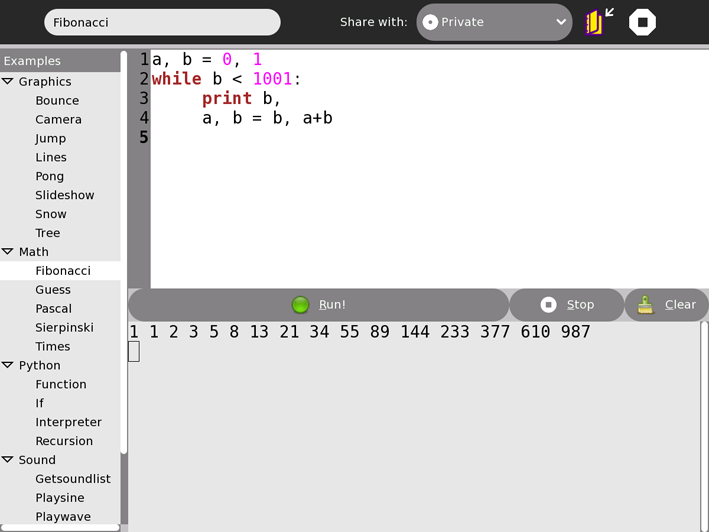 Fibonacci
Share with:
Private
Examples
Graphics
Bounce
Camera
Jump
Lines
Pong
Slideshow
Snow
Tree
Math
Fibonacci
Guess
Pascal
Sierpinski
Times
Python
Function
If
Interpreter
Recursion
Sound
Getsoundlist
Playsine
Playwave
1 a, b = 0, 1
2 while b < 1001:
3     print b,
4     a, b = b, a+b
5
Run!
Stop
Clear
1 1 2 3 5 8 13 21 34 55 89 144 233 377 610 987